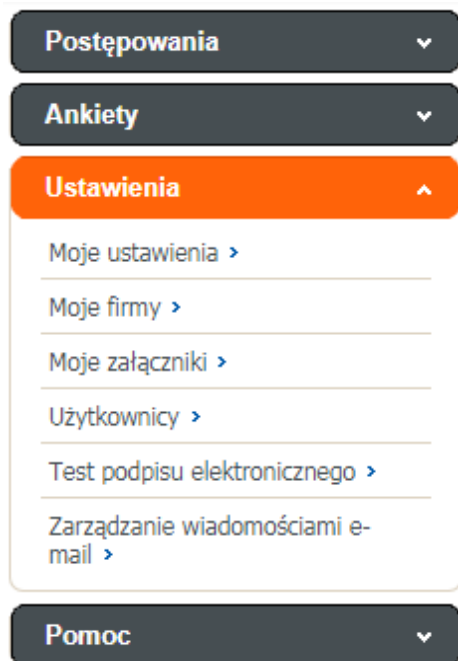 Postępowania
Ankiety
Ustawienia
Moje ustawienia
Moje firmy
Moje załączniki
Użytkownicy
Test podpisu elektronicznego
Zarządzanie wiadomościami e-
mail
Pomoc